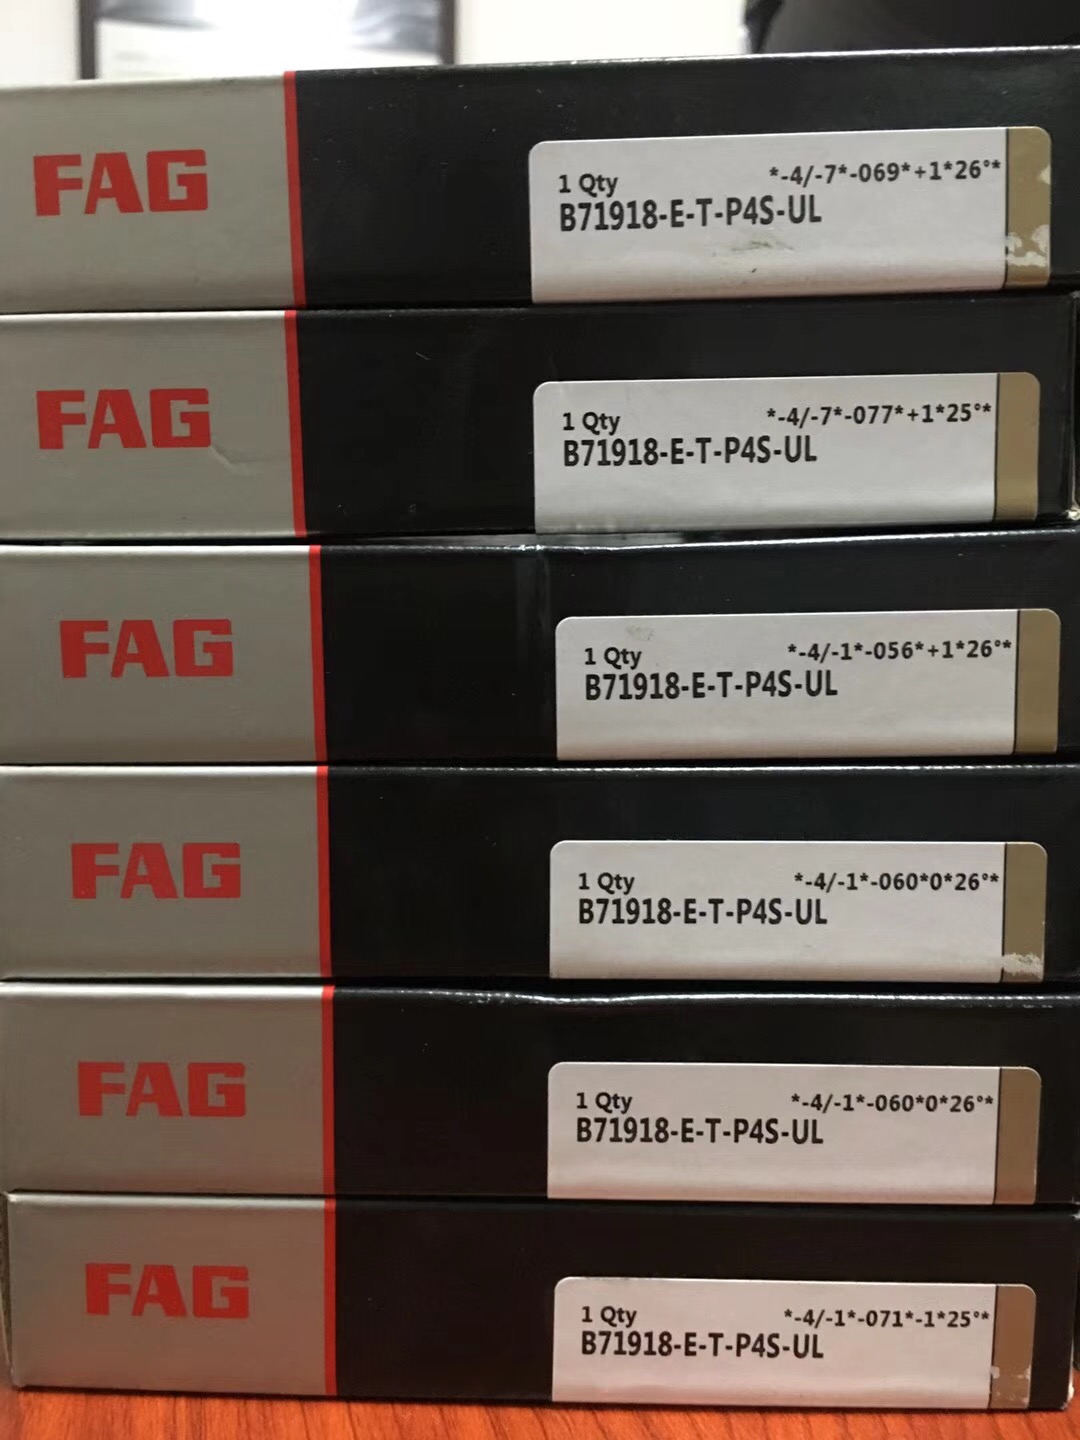 FAG
1 Qty *-4/-7*-069*+1*26°*
B71918-E-T-P4S-UL
FAG
1 Qty *-4/-7*-077*+1*25°*
B71918-E-T-P4S-UL
FAG
1 Qty *-4/-1*-056*+1*26°*
B71918-E-T-P4S-UL
FAG
1 Qty *-4/-1*-060*0*26°*
B71918-E-T-P4S-UL
FAG
1 Qty *-4/-1*-060*0*26°*
B71918-E-T-P4S-UL
FAG
1 Qty *-4/-1*-071*-1*25°*
B71918-E-T-P4S-UL